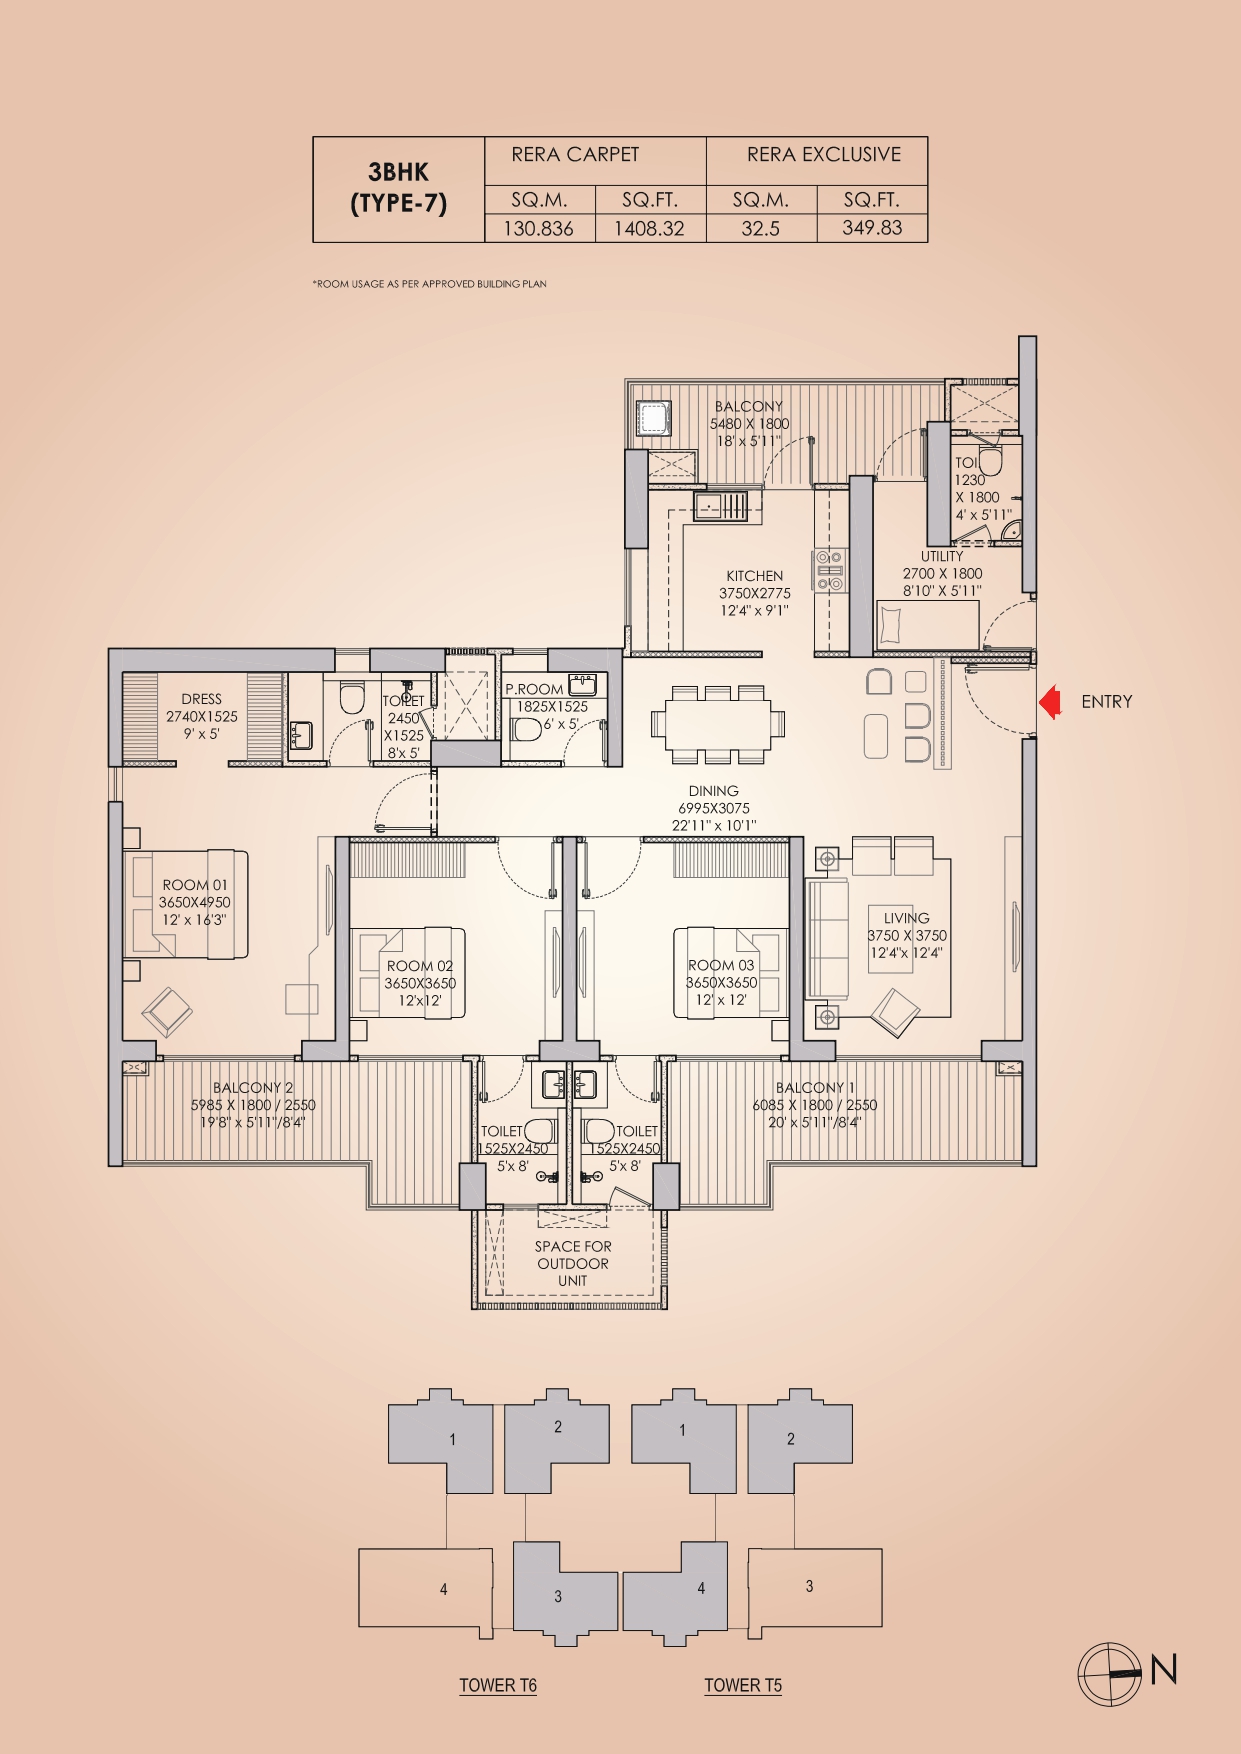 3BHK
(TYPE-7)
RERA CARPET
RERA EXCLUSIVE
SQ.M.
SQ.FT.
SQ.M.
SQ.FT.
130.836
1408.32
32.5
349.83
*ROOM USAGE AS PER APPROVED BUILDING PLAN
BALCONY
5480 X 1800
18' x 5'11"
TOI.
1230
X 1800
4' x 5'11"
UTILITY
2700 X 1800
8'10" X 5'11"
KITCHEN
3750X2775
12'4" x 9'1"
DRESS
2740X1525
9' x 5'
TOILET
2450
X1525
8'x 5'
P.ROOM
1825X1525
6' x 5'
ENTRY
DINING
6995X3075
22'11" x 10'1"
ROOM 01
3650X4950
12' x 16'3"
ROOM 02
3650X3650
12'x12'
ROOM 03
3650X3650
12' x 12'
LIVING
3750 X 3750
12'4"x 12'4"
BALCONY 2
5985 X 1800 / 2550
19'8" x 5'11"/8'4"
BALCONY 1
6085 X 1800 / 2550
20' x 5'11"/8'4"
TOILET
1525X2450
5'x 8'
TOILET
1525X2450
5'x 8'
SPACE FOR
OUTDOOR
UNIT
1
2
1
2
4
3
4
3
TOWER T6
TOWER T5
N